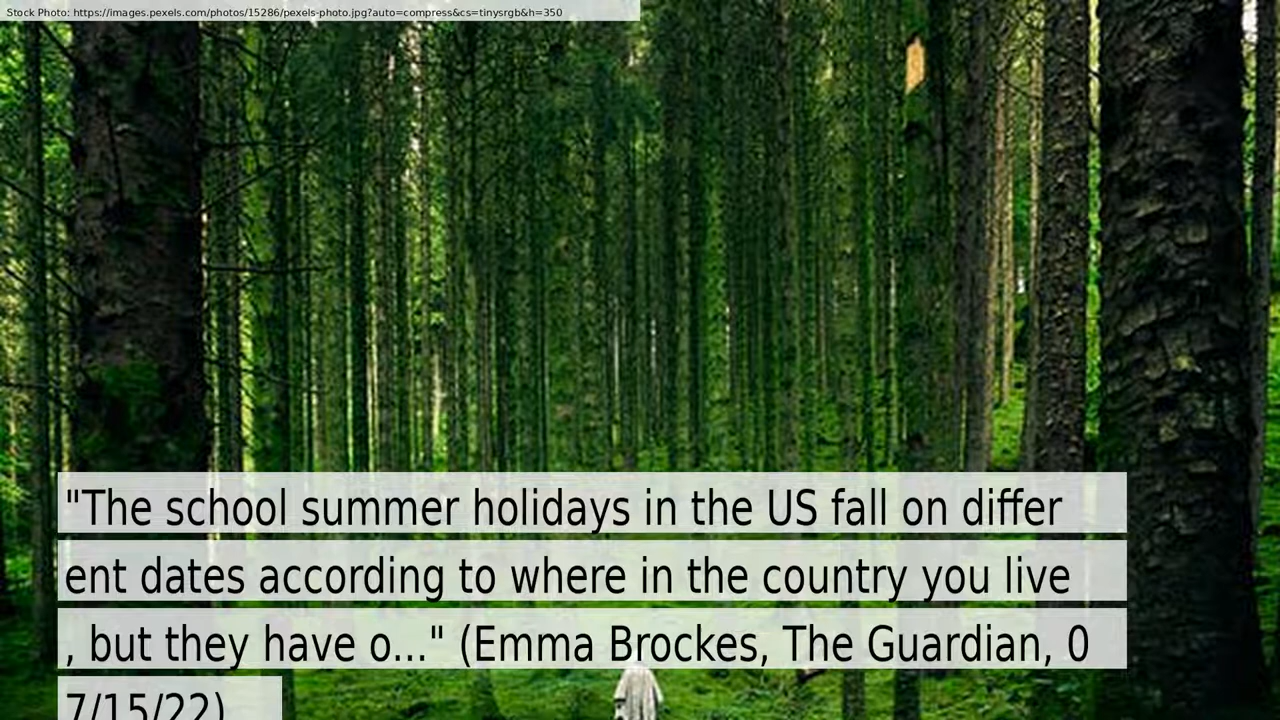 Stock Photo: https://images.pexels.com/photos/15286/pexels-photo.jpg?auto=compress&cs=tinysrgb&h=350
"The school summer holidays in the US fall on differ
ent dates according to where in the country you live
, but they have o..." (Emma Brockes, The Guardian, 0
7/15/22)